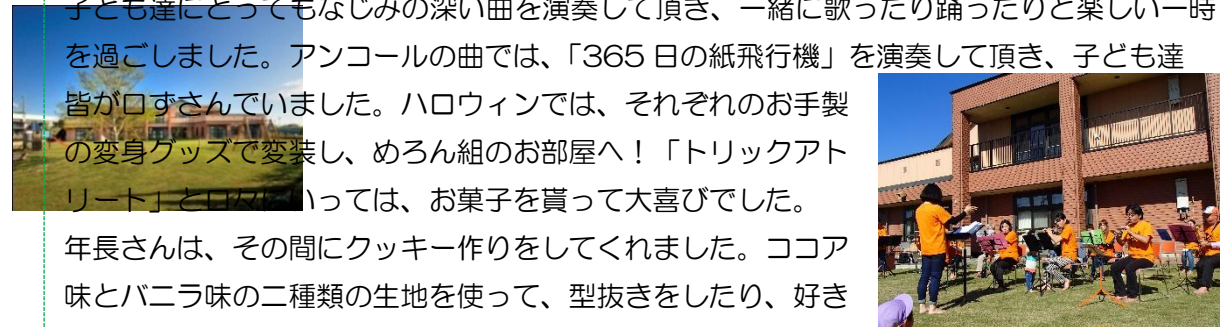 子ども達にとってもなじみの深い曲を演奏して頂き、一緒に歌ったり踊ったりと楽しい一時
を過ごしました。アンコールの曲では、「365 日の紙飛行機」を演奏して頂き、子ども達
皆が口ずさんでいました。ハロウィンでは、それぞれのお手製
の変身グッズで変装し、めろん組のお部屋へ！「トリックアト
リート」と口々にいっては、お菓子を貰って大喜びでした。
年長さんは、その間にクッキー作りをしてくれました。ココア
味とバニラ味の二種類の生地を使って、型抜きをしたり、好き